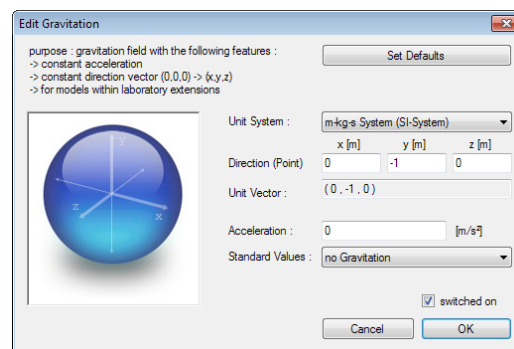 Edit Gravitation
purpose : gravitation field with the following features :
-> constant acceleration
-> constant direction vector (0,0,0) -> (x,y,z)
-> for models within laboratory extensions
Set Defaults
Unit System :
m-kg-s System (SI-System)
x [m] y [m] z [m]
Direction (Point) 0 -1 0
Unit Vector : ( 0 , -1 , 0 )
y
z
x
Acceleration : 0 [m/s²]
Standard Values : no Gravitation
switched on
Cancel OK